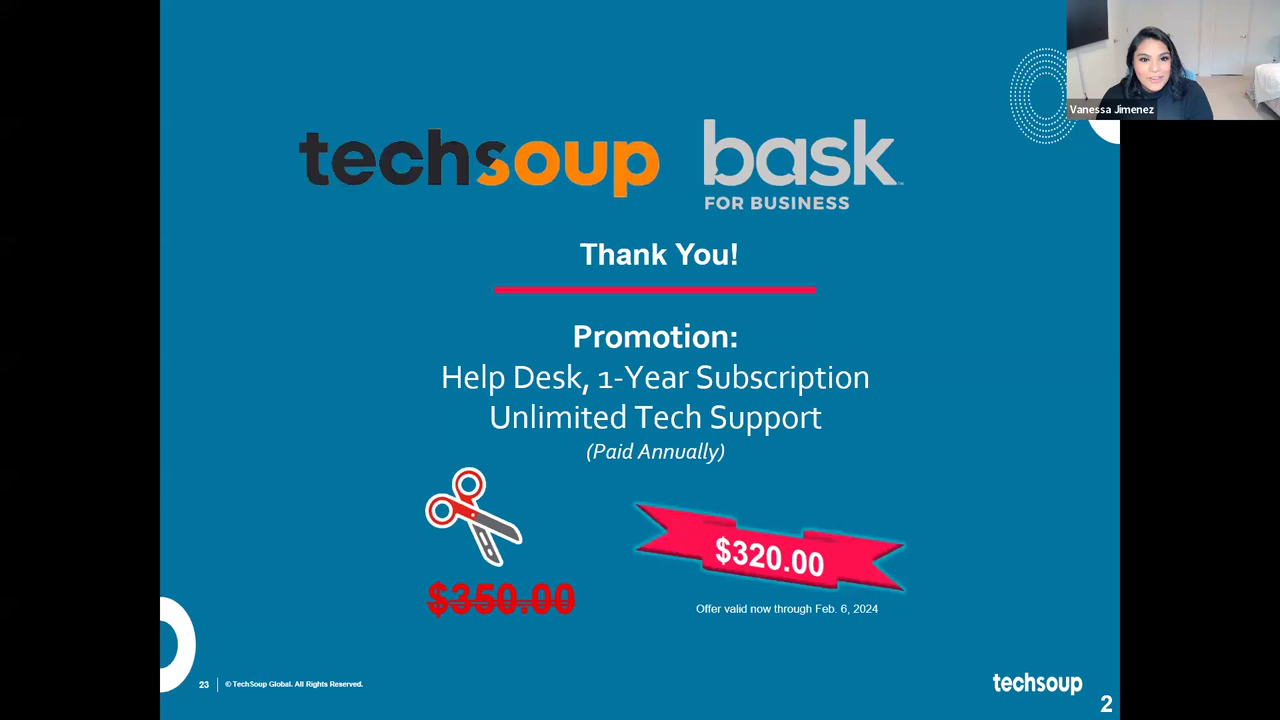 Vanessa Jimenez
techsoup
bask™
FOR BUSINESS
Thank You!
Promotion:
Help Desk, 1-Year Subscription
Unlimited Tech Support
(Paid Annually)
$350.00
$320.00
Offer valid now through Feb. 6, 2024
23
© TechSoup Global. All Rights Reserved.
techsoup
2